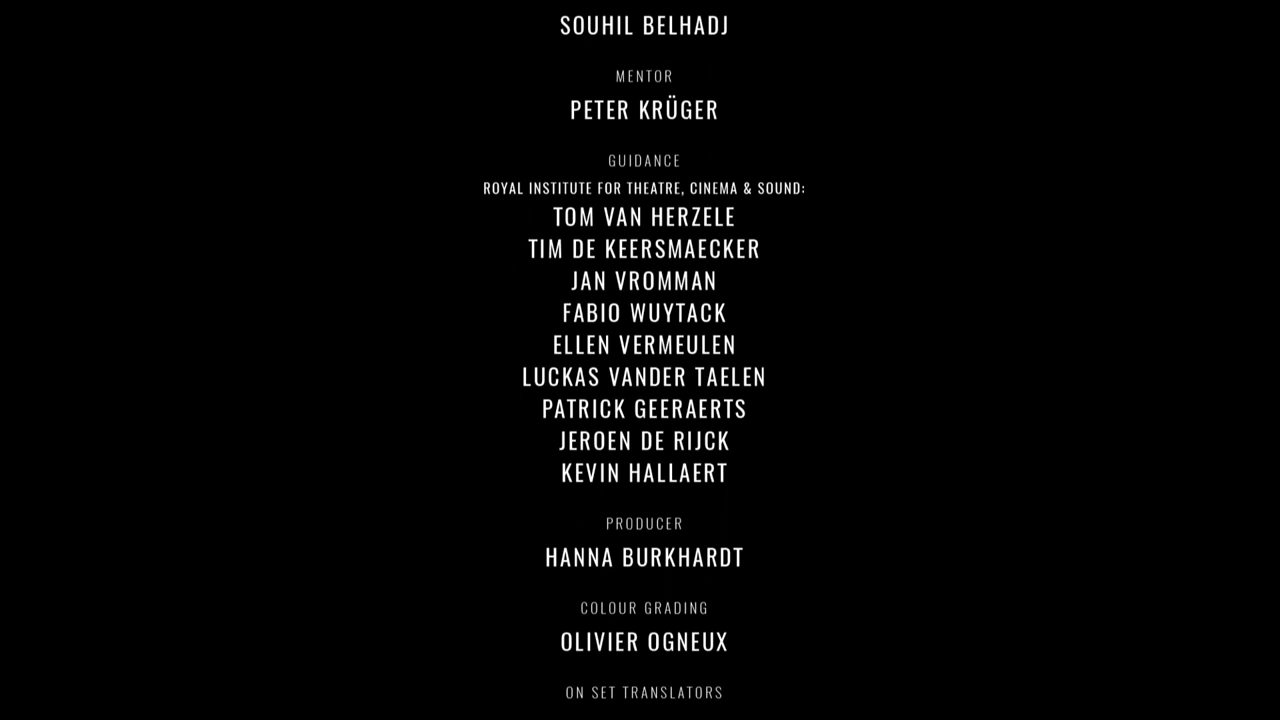 SOUHIL BELHADJ
MENTOR
PETER KRÜGER
GUIDANCE
ROYAL INSTITUTE FOR THEATRE, CINEMA & SOUND:
TOM VAN HERZELE
TIM DE KEERSMAECKER
JAN VROMMAN
FABIO WUYTACK
ELLEN VERMEULEN
LUCKAS VANDER TAELEN
PATRICK GEERAERTS
JEROEN DE RIJCK
KEVIN HALLAERT
PRODUCER
HANNA BURKHARDT
COLOUR GRADING
OLIVIER OGNEUX
ON SET TRANSLATORS